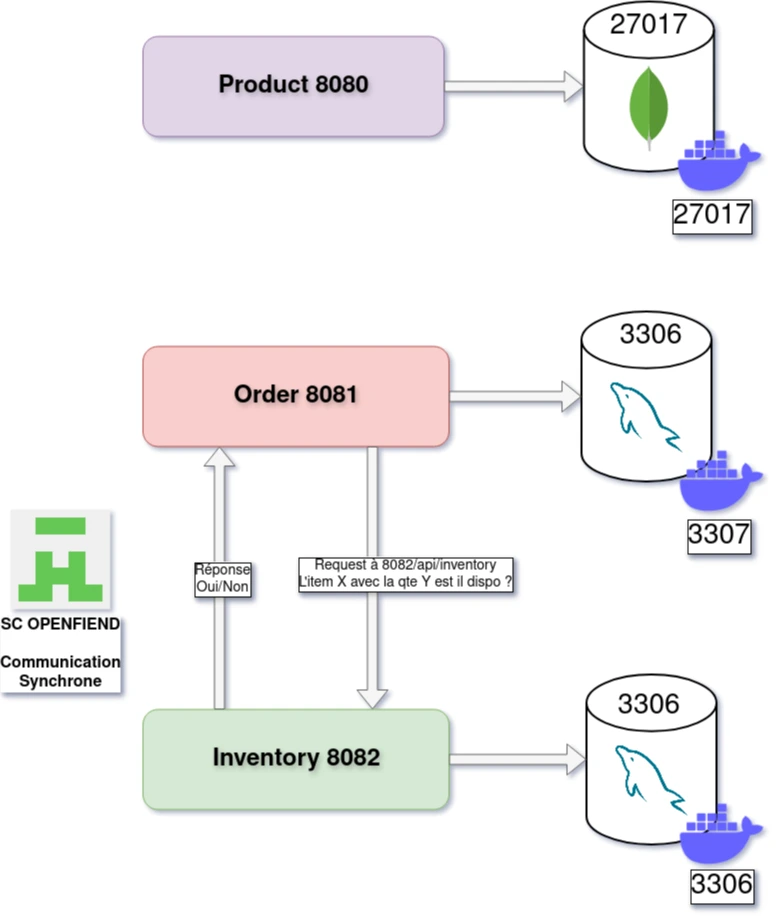 27017
Product 8080
27017
3306
Order 8081
3307
Réponse
Oui/Non
Request à 8082/api/inventory
L'item X avec la qte Y est il dispo ?
SC OPENFIEND
Communication
Synchrone
3306
Inventory 8082
3306